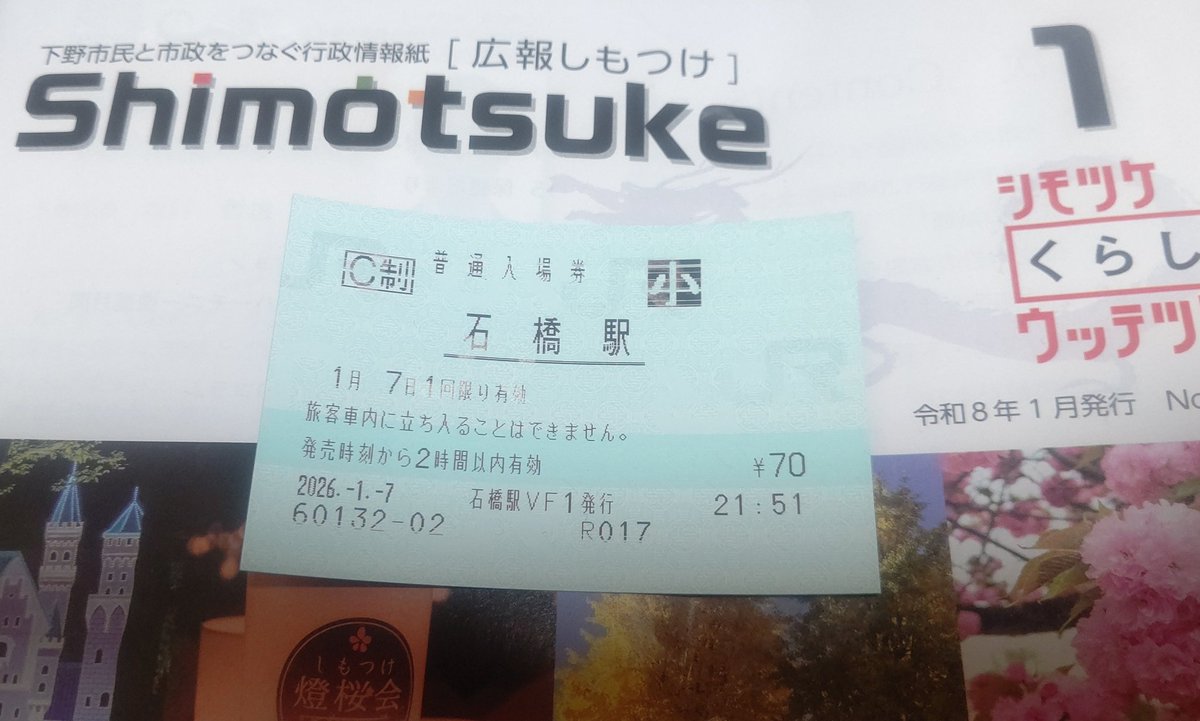 下野市民と市政をつなぐ行政情報紙 [ 広報しもつけ ]
Shimotsuke
1
シモツケ
くらし
ウッテツ
令和8年1月発行 No
C制 普通入場券 小
石橋駅
1月 7日1回限り有効
旅客車内に立ち入ることはできません。
発売時刻から2時間以内有効 ¥70
2026.-1.-7 石橋駅VF1発行 21:51
60132-02 R017
しもつけ
燈桜会